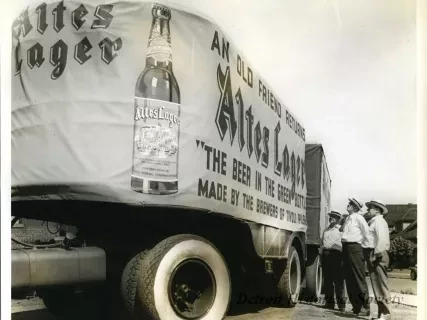 Altes
Lager
Altes Lager
AN OLD FRIEND RETURNS
Altes Lager
"THE BEER IN THE GREEN BOTTLE"
MADE BY THE BREWERS OF TIVOLI
Detroit Historical Society